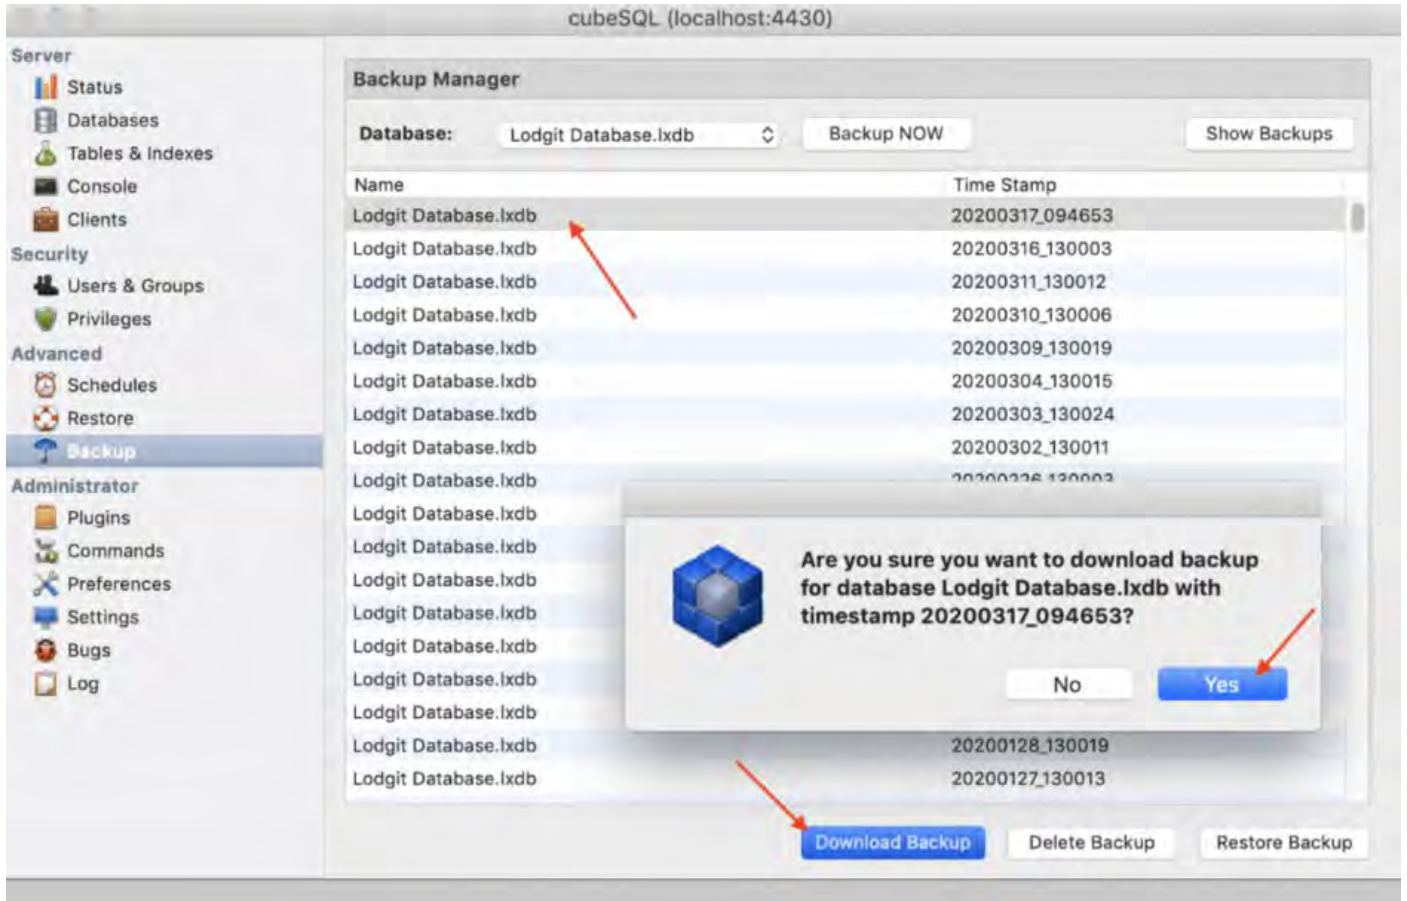 cubeSQL (localhost:4430)
Server
Status
Databases
Tables & Indexes
Console
Clients
Security
Users & Groups
Privileges
Advanced
Schedules
Restore
Backup
Administrator
Plugins
Commands
Preferences
Settings
Bugs
Log
Backup Manager
Database: Lodgit Database.lxdb Backup NOW Show Backups
Name Time Stamp
Lodgit Database.lxdb 20200317_094653
Lodgit Database.lxdb 20200316_130003
Lodgit Database.lxdb 20200311_130012
Lodgit Database.lxdb 20200310_130006
Lodgit Database.lxdb 20200309_130019
Lodgit Database.lxdb 20200304_130015
Lodgit Database.lxdb 20200303_130024
Lodgit Database.lxdb 20200302_130011
Lodgit Database.lxdb 20200226_130003
Lodgit Database.lxdb
Lodgit Database.lxdb
Lodgit Database.lxdb
Lodgit Database.lxdb
Lodgit Database.lxdb
Lodgit Database.lxdb
Lodgit Database.lxdb
Lodgit Database.lxdb 20200128_130019
Lodgit Database.lxdb 20200127_130013
Are you sure you want to download backup
for database Lodgit Database.lxdb with
timestamp 20200317_094653?
No Yes
Download Backup Delete Backup Restore Backup